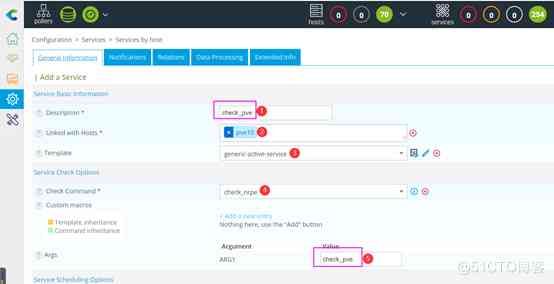 pollers
hosts
0 0 0 70
services
0 0 0 254
Configuration > Services > Services by host
General Information Notifications Relations Data Processing Extended Info
| Add a Service
Service Basic Information
Description * check_pve 1
Linked with Hosts * pve10 2
Template generic-active-service 3
Service Check Options
Check Command * check_nrpe 4
Custom macros
+ Add a new entry
Template inheritance
Nothing here, use the "Add" button
Command inheritance
Argument Value
Args ARG1 check_pve 5
Service Scheduling Options
@51CTO博客